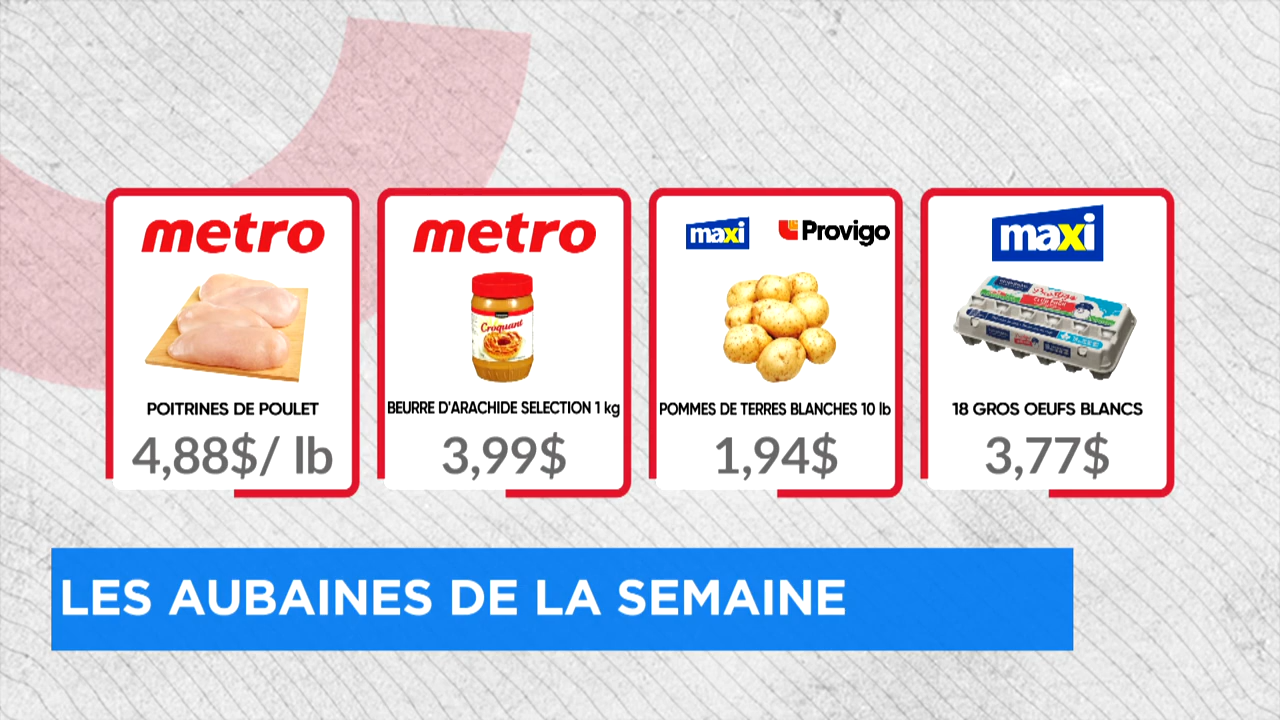 metro
POITRINES DE POULET
4,88$/ lb
metro
Croquant
BEURRE D'ARACHIDE SELECTION 1 kg
3,99$
maxi Provigo
POMMES DE TERRES BLANCHES 10 lb
1,94$
maxi
18 GROS OEUFS BLANCS
3,77$
LES AUBAINES DE LA SEMAINE